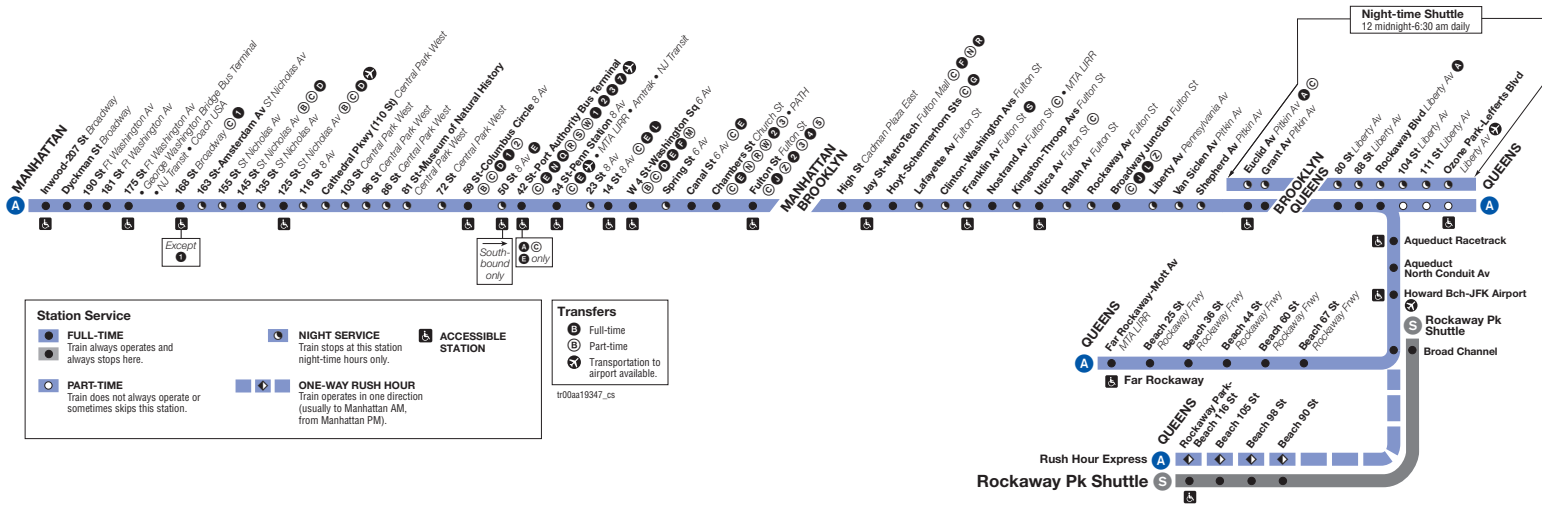 Night-time Shuttle
12 midnight-6:30 am daily
MANHATTAN
A
Inwood-207 St Broadway
Dyckman St Broadway
190 St Ft Washington Av
181 St Ft Washington Av
175 St Ft Washington Av
• George Washington Bridge Bus Terminal
• NJ Transit • Coach USA
168 St Broadway C 1
163 St-Amsterdam Av St Nicholas Av
155 St St Nicholas Av
145 St St Nicholas Av B C D
135 St St Nicholas Av
125 St St Nicholas Av B C D
116 St 8 Av
Cathedral Pkwy (110 St) Central Park West
103 St Central Park West
96 St Central Park West
86 St Central Park West
81 St-Museum of Natural History
Central Park West
72 St Central Park West
59 St-Columbus Circle 8 Av
B C D 1 2
50 St 8 Av E
42 St-Port Authority Bus Terminal
C E N Q R S W 1 2 3 7
34 St-Penn Station 8 Av
C E • MTA LIRR • Amtrak • NJ Transit
23 St 8 Av
14 St 8 Av C E L
W 4 St-Washington Sq 6 Av
B C D E F M
Spring St 6 Av
Canal St 6 Av C E
Chambers St Church St
C E N R W 2 3 • PATH
Fulton St Fulton St
C J Z 2 3 4 5
MANHATTAN
BROOKLYN
High St Cadman Plaza East
Jay St-MetroTech Fulton Mall C F N R
Hoyt-Schermerhorn Sts C G
Lafayette Av Fulton St
Clinton-Washington Avs Fulton St
Franklin Av Fulton St S
Nostrand Av Fulton St C • MTA LIRR
Kingston-Throop Avs Fulton St
Utica Av Fulton St C
Ralph Av Fulton St
Rockaway Av Fulton St
Broadway Junction Fulton St
C J L Z
Liberty Av Pennsylvania Av
Van Siclen Av Pitkin Av
Shepherd Av Pitkin Av
Euclid Av Pitkin Av A C
Grant Av Pitkin Av
BROOKLYN
QUEENS
80 St Liberty Av
88 St Liberty Av
Rockaway Blvd Liberty Av A
104 St Liberty Av
111 St Liberty Av
Ozone Park-Lefferts Blvd
Liberty Av
QUEENS
A
Except
1
South-
bound
only
A C
E only
Aqueduct Racetrack
Aqueduct
North Conduit Av
Howard Bch-JFK Airport
S Rockaway Pk
Shuttle
Broad Channel
QUEENS
A
Far Rockaway-Mott Av
MTA LIRR
Beach 25 St
Rockaway Frwy
Beach 36 St
Rockaway Frwy
Beach 44 St
Rockaway Frwy
Beach 60 St
Rockaway Frwy
Beach 67 St
Rockaway Frwy
Far Rockaway
QUEENS
Rockaway Park-
Beach 116 St
Beach 105 St
Beach 98 St
Beach 90 St
Rush Hour Express A
Rockaway Pk Shuttle S
Station Service
FULL-TIME
Train always operates and
always stops here.
PART-TIME
Train does not always operate or
sometimes skips this station.
NIGHT SERVICE
Train stops at this station
night-time hours only.
ONE-WAY RUSH HOUR
Train operates in one direction
(usually to Manhattan AM,
from Manhattan PM).
ACCESSIBLE
STATION
Transfers
B Full-time
B Part-time
Transportation to
airport available.
tr00aa19347_cs